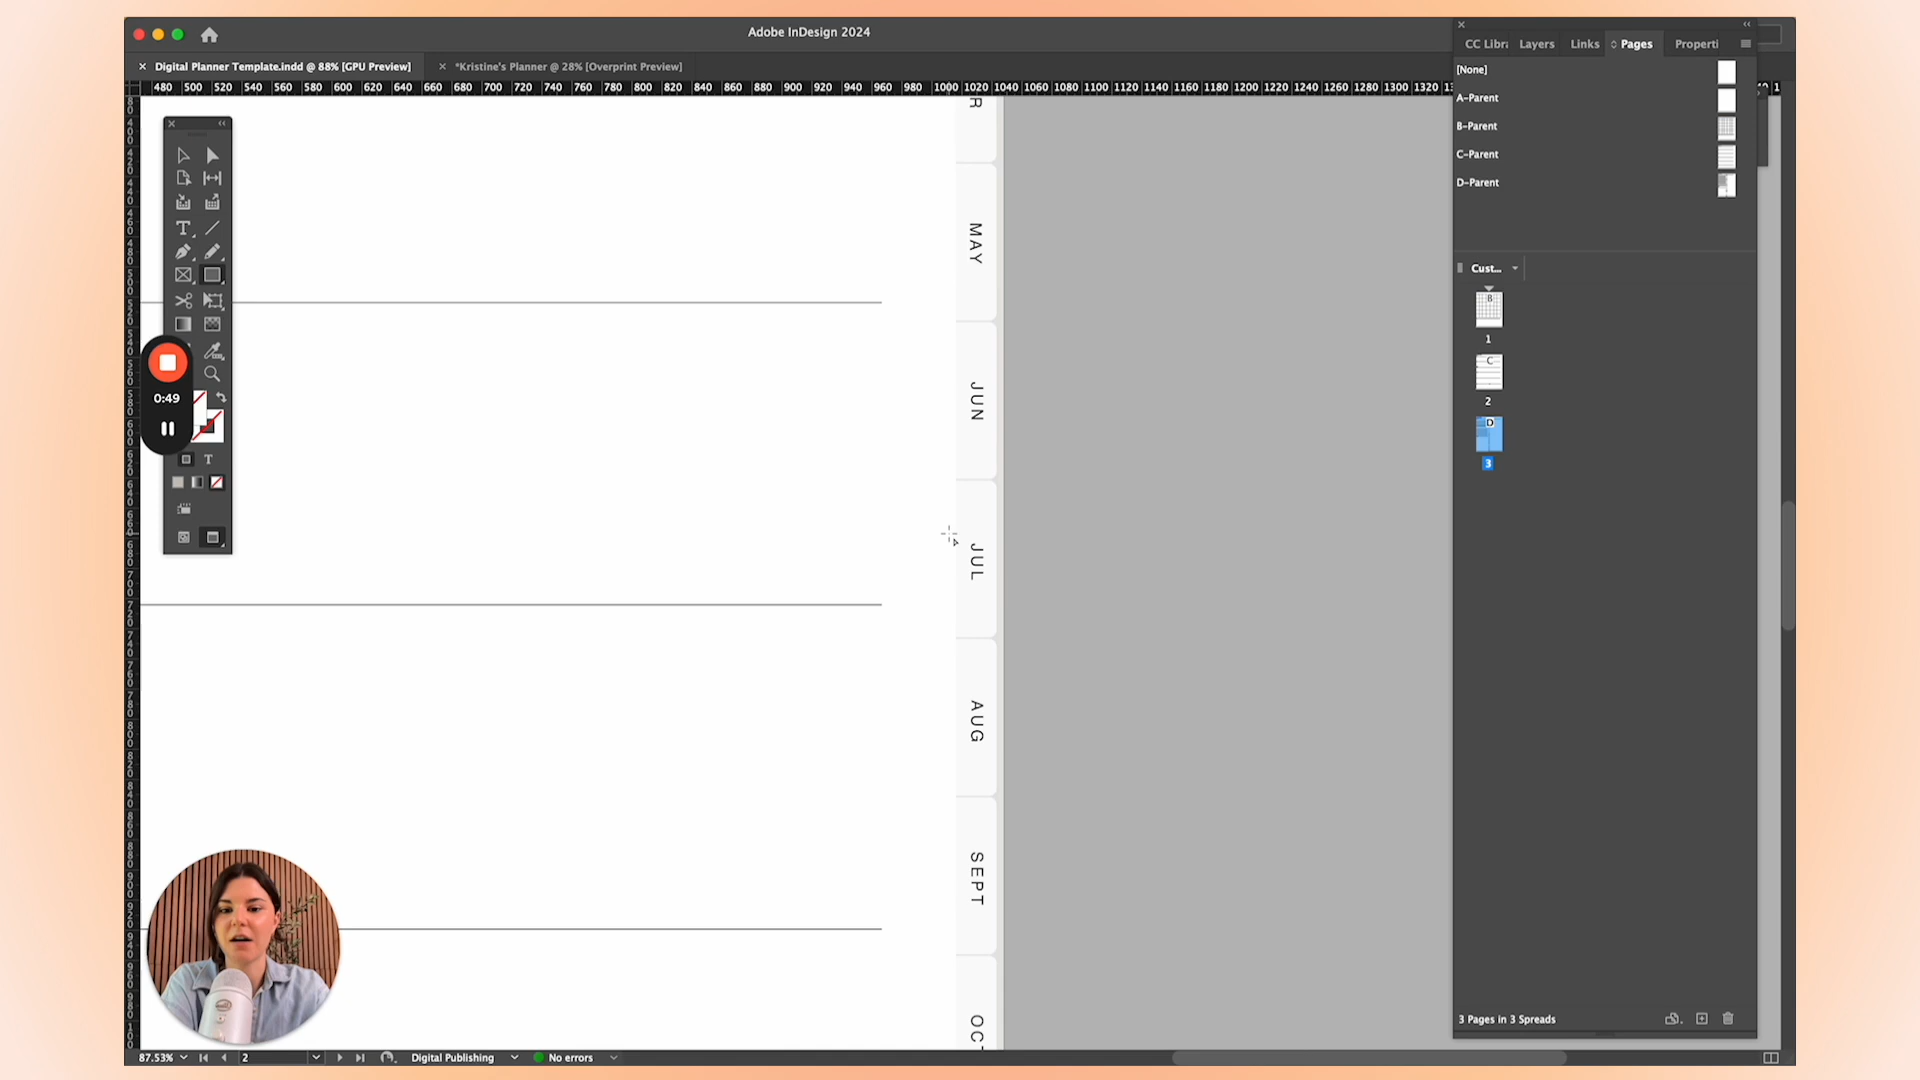 Adobe InDesign 2024
CC Libra Layers Links Pages Properti
Digital Planner Template.indd @ 88% [GPU Preview] *Kristine's Planner @ 28% [Overprint Preview]
480 500 520 540 560 580 600 620 640 660 680 700 720 740 760 780 800 820 840 860 880 900 920 940 960 980 1000 1020 1040 1060 1080 1100 1120 1140 1160 1180 1200 1220 1240 1260 1280 1300 1320
[None]
A-Parent
B-Parent
C-Parent
D-Parent
Cust...
B
1
C
2
D
3
R
MAY
JUN
JUL
AUG
SEPT
OCT
T
0:49
T
3 Pages in 3 Spreads
87.53% 2 Digital Publishing No errors